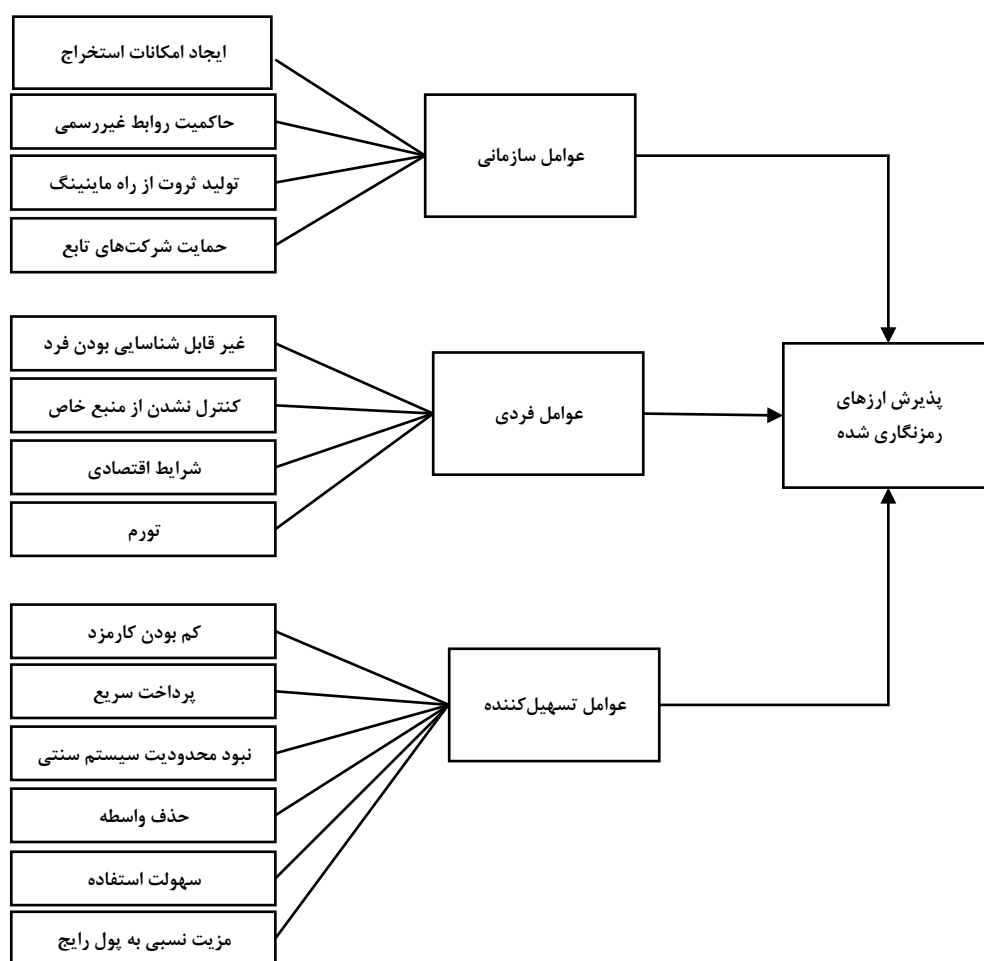 ایجاد امکانات استخراج
حاکمیت روابط غیررسمی
تولید ثروت از راه ماینینگ
حمایت شرکت‌های تابع
عوامل سازمانی
غیر قابل شناسایی بودن فرد
کنترل نشدن از منبع خاص
شرایط اقتصادی
تورم
عوامل فردی
پذیرش ارزهای
رمزنگاری شده
کم بودن کارمزد
پرداخت سریع
نبود محدودیت سیستم سنتی
حذف واسطه
سهولت استفاده
مزیت نسبی به پول رایج
عوامل تسهیل‌کننده